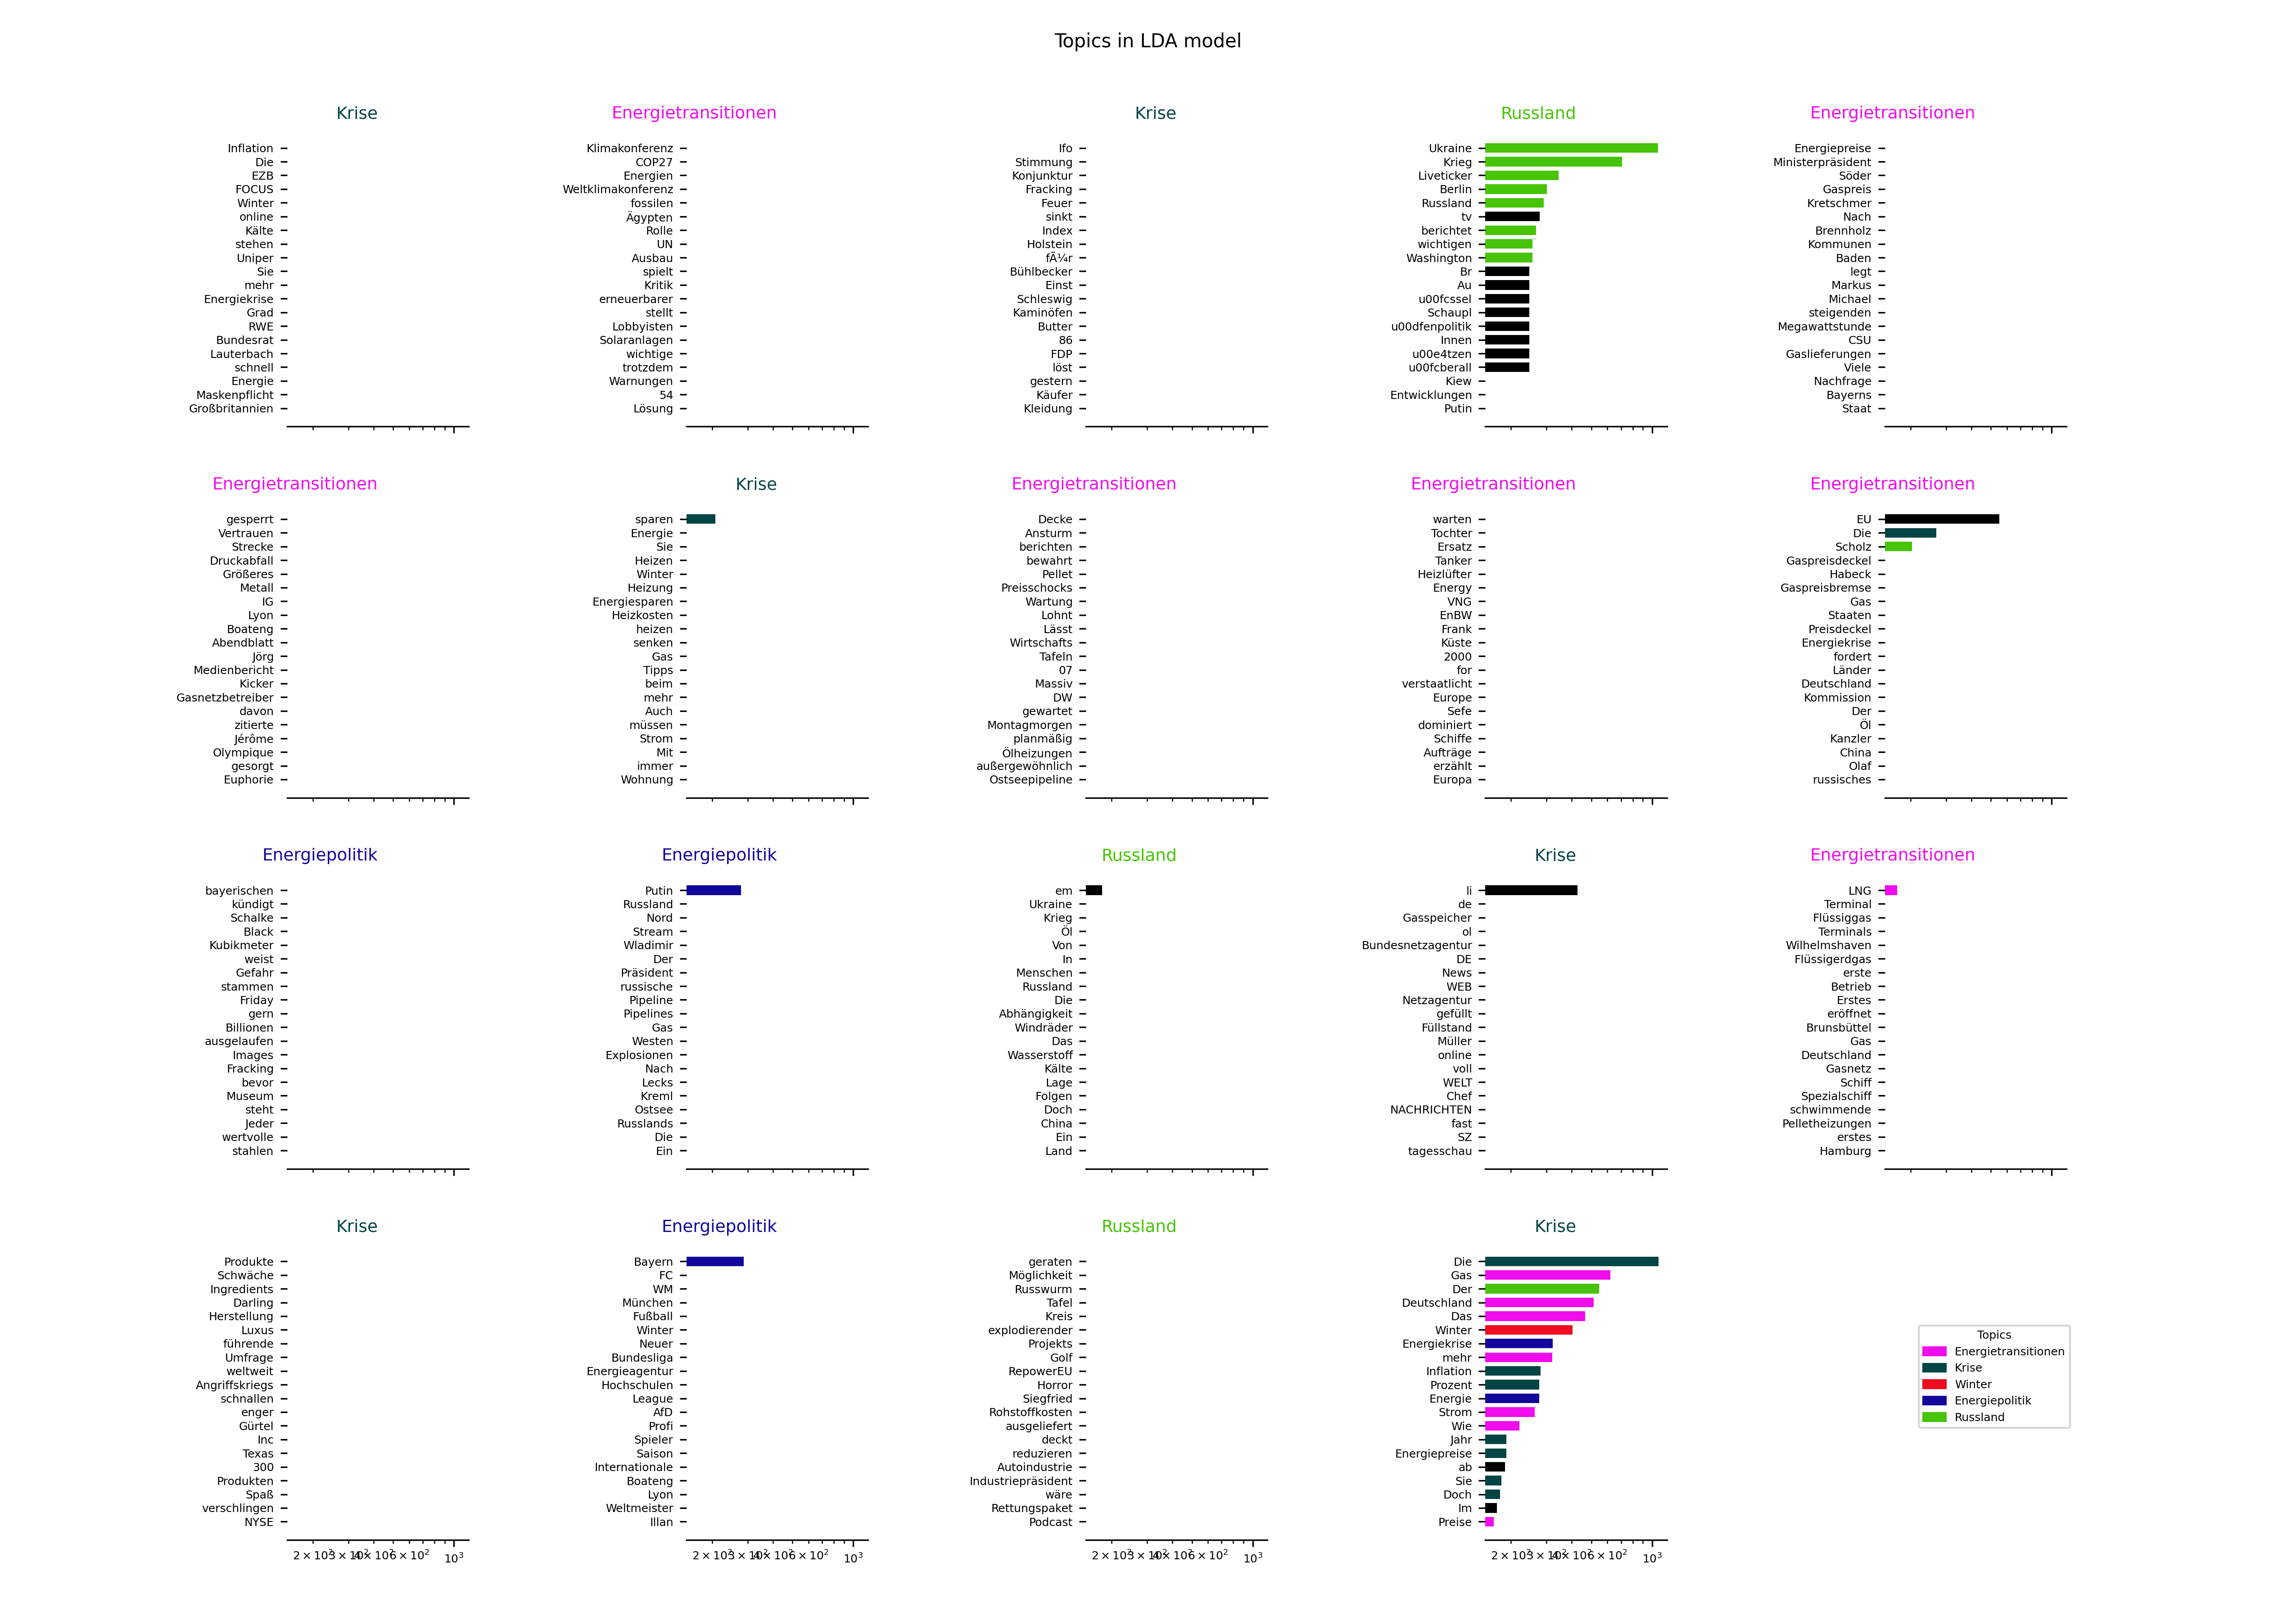 Topics in LDA model
Krise
Inflation
Die
EZB
FOCUS
Winter
online
Kälte
stehen
Uniper
Sie
mehr
Energiekrise
Grad
RWE
Bundesrat
Lauterbach
schnell
Energie
Maskenpflicht
Großbritannien
Energietransitionen
Klimakonferenz
COP27
Energien
Weltklimakonferenz
fossilen
Ägypten
Rolle
UN
Ausbau
spielt
Kritik
erneuerbarer
stellt
Lobbyisten
Solaranlagen
wichtige
trotzdem
Warnungen
54
Lösung
Krise
Ifo
Stimmung
Konjunktur
Fracking
Feuer
sinkt
Index
Holstein
fÃ¼r
Bühlbecker
Einst
Schleswig
Kaminöfen
Butter
86
FDP
löst
gestern
Käufer
Kleidung
Russland
Ukraine
Krieg
Liveticker
Berlin
Russland
tv
berichtet
wichtigen
Washington
Br
Au
u00fcssel
Schaupl
u00dfenpolitik
Innen
u00e4tzen
u00fcberall
Kiew
Entwicklungen
Putin
Energietransitionen
Energiepreise
Ministerpräsident
Söder
Gaspreis
Kretschmer
Nach
Brennholz
Kommunen
Baden
legt
Markus
Michael
steigenden
Megawattstunde
CSU
Gaslieferungen
Viele
Nachfrage
Bayerns
Staat
Energietransitionen
gesperrt
Vertrauen
Strecke
Druckabfall
Größeres
Metall
IG
Lyon
Boateng
Abendblatt
Jörg
Medienbericht
Kicker
Gasnetzbetreiber
davon
zitierte
Jérôme
Olympique
gesorgt
Euphorie
Krise
sparen
Energie
Sie
Heizen
Winter
Heizung
Energiesparen
Heizkosten
heizen
senken
Gas
Tipps
beim
mehr
Auch
müssen
Strom
Mit
immer
Wohnung
Energietransitionen
Decke
Ansturm
berichten
bewahrt
Pellet
Preisschocks
Wartung
Lohnt
Lässt
Wirtschafts
Tafeln
07
Massiv
DW
gewartet
Montagmorgen
planmäßig
Ölheizungen
außergewöhnlich
Ostseepipeline
Energietransitionen
warten
Tochter
Ersatz
Tanker
Heizlüfter
Energy
VNG
EnBW
Frank
Küste
2000
for
verstaatlicht
Europe
Sefe
dominiert
Schiffe
Aufträge
erzählt
Europa
Energietransitionen
EU
Die
Scholz
Gaspreisdeckel
Habeck
Gaspreisbremse
Gas
Staaten
Preisdeckel
Energiekrise
fordert
Länder
Deutschland
Kommission
Der
Öl
Kanzler
China
Olaf
russisches
Energiepolitik
bayerischen
kündigt
Schalke
Black
Kubikmeter
weist
Gefahr
stammen
Friday
gern
Billionen
ausgelaufen
Images
Fracking
bevor
Museum
steht
Jeder
wertvolle
stahlen
Energiepolitik
Putin
Russland
Nord
Stream
Wladimir
Der
Präsident
russische
Pipeline
Pipelines
Gas
Westen
Explosionen
Nach
Lecks
Kreml
Ostsee
Russlands
Die
Ein
Russland
em
Ukraine
Krieg
Öl
Von
In
Menschen
Russland
Die
Abhängigkeit
Windräder
Das
Wasserstoff
Kälte
Lage
Folgen
Doch
China
Ein
Land
Krise
li
de
Gasspeicher
ol
Bundesnetzagentur
DE
News
WEB
Netzagentur
gefüllt
Füllstand
Müller
online
voll
WELT
Chef
NACHRICHTEN
fast
SZ
tagesschau
Energietransitionen
LNG
Terminal
Flüssiggas
Terminals
Wilhelmshaven
Flüssigerdgas
erste
Betrieb
Erstes
eröffnet
Brunsbüttel
Gas
Deutschland
Gasnetz
Schiff
Spezialschiff
schwimmende
Pelletheizungen
erstes
Hamburg
Krise
Produkte
Schwäche
Ingredients
Darling
Herstellung
Luxus
führende
Umfrage
weltweit
Angriffskriegs
schnallen
enger
Gürtel
Inc
Texas
300
Produkten
Spaß
verschlingen
NYSE
10³
Energiepolitik
Bayern
FC
WM
München
Fußball
Winter
Neuer
Bundesliga
Energieagentur
Hochschulen
League
AfD
Profi
Spieler
Saison
Internationale
Boateng
Lyon
Weltmeister
Illan
10³
Russland
geraten
Möglichkeit
Russwurm
Tafel
Kreis
explodierender
Projekts
Golf
RepowerEU
Horror
Siegfried
Rohstoffkosten
ausgeliefert
deckt
reduzieren
Autoindustrie
Industriepräsident
wäre
Rettungspaket
Podcast
10³
Krise
Die
Gas
Der
Deutschland
Das
Winter
Energiekrise
mehr
Inflation
Prozent
Energie
Strom
Wie
Jahr
Energiepreise
ab
Sie
Doch
Im
Preise
10³
Topics
Energietransitionen
Krise
Winter
Energiepolitik
Russland